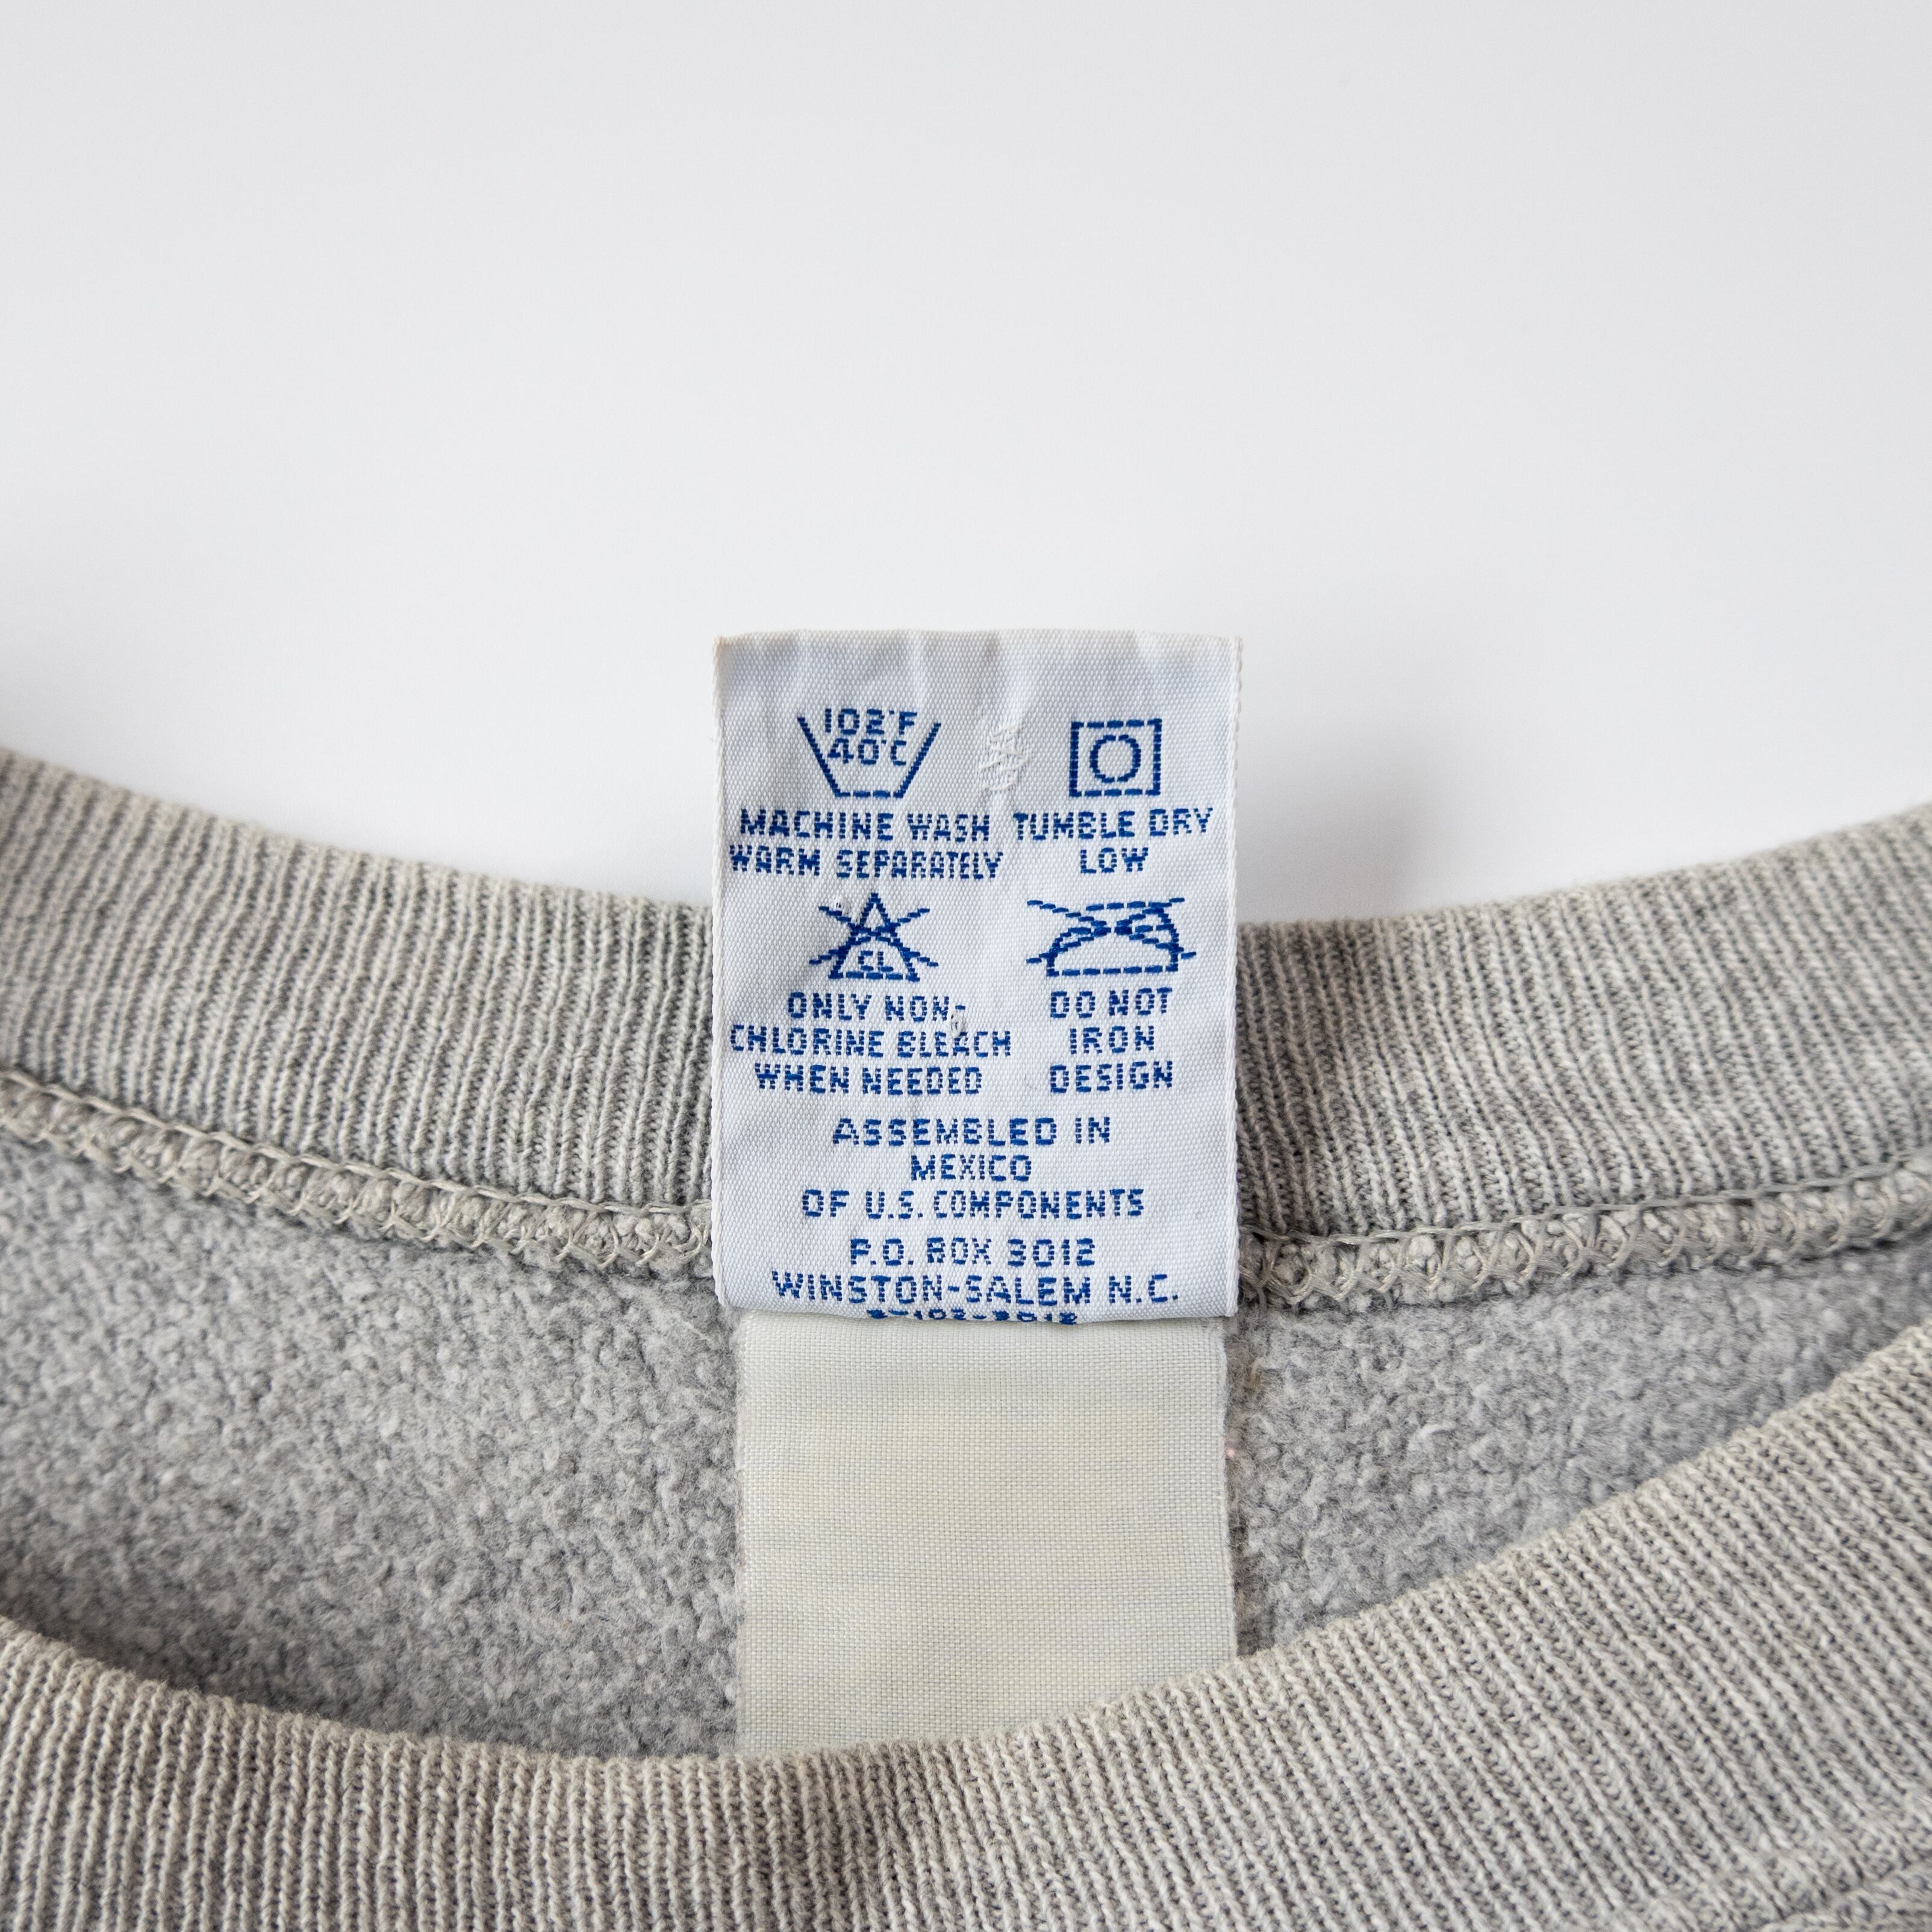 102°F
40°C
MACHINE WASH
WARM SEPARATELY
TUMBLE DRY
LOW
CL
ONLY NON-
CHLORINE BLEACH
WHEN NEEDED
DO NOT
IRON
DESIGN
ASSEMBLED IN
MEXICO
OF U.S. COMPONENTS
P.O. BOX 3012
WINSTON-SALEM N.C.